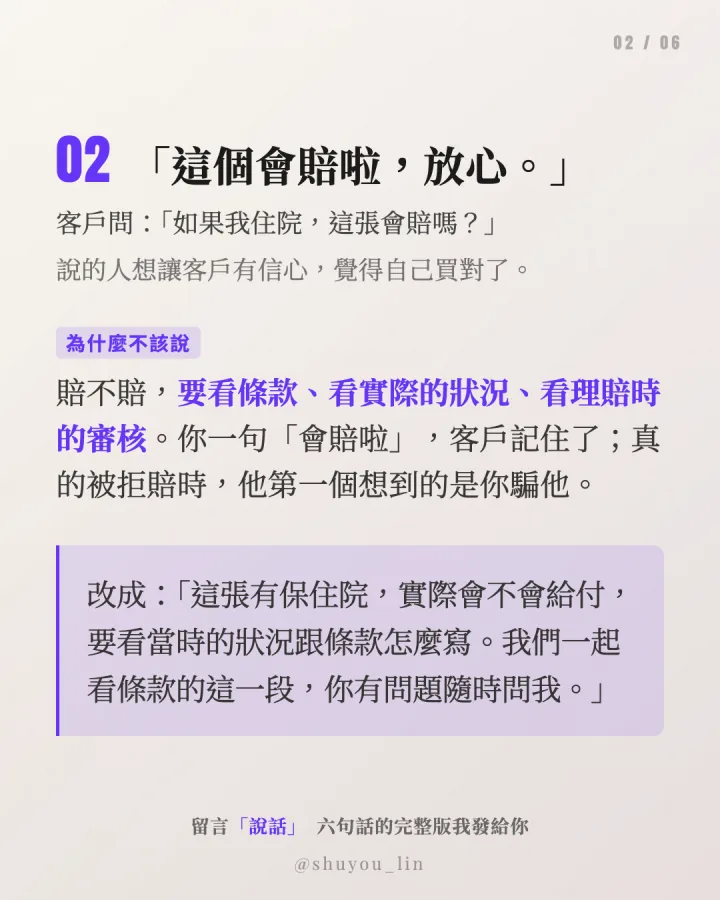 02 / 06
02 「這個會賠啦，放心。」
客戶問：「如果我住院，這張會賠嗎？」
說的人想讓客戶有信心，覺得自己買對了。
為什麼不該說
賠不賠，要看條款、看實際的狀況、看理賠時
的審核。你一句「會賠啦」，客戶記住了；真
的被拒賠時，他第一個想到的是你騙他。
改成：「這張有保住院，實際會不會給付，
要看當時的狀況跟條款怎麼寫。我們一起
看條款的這一段，你有問題隨時問我。」
留言「說話」 六句話的完整版我發給你
@shuyou_lin